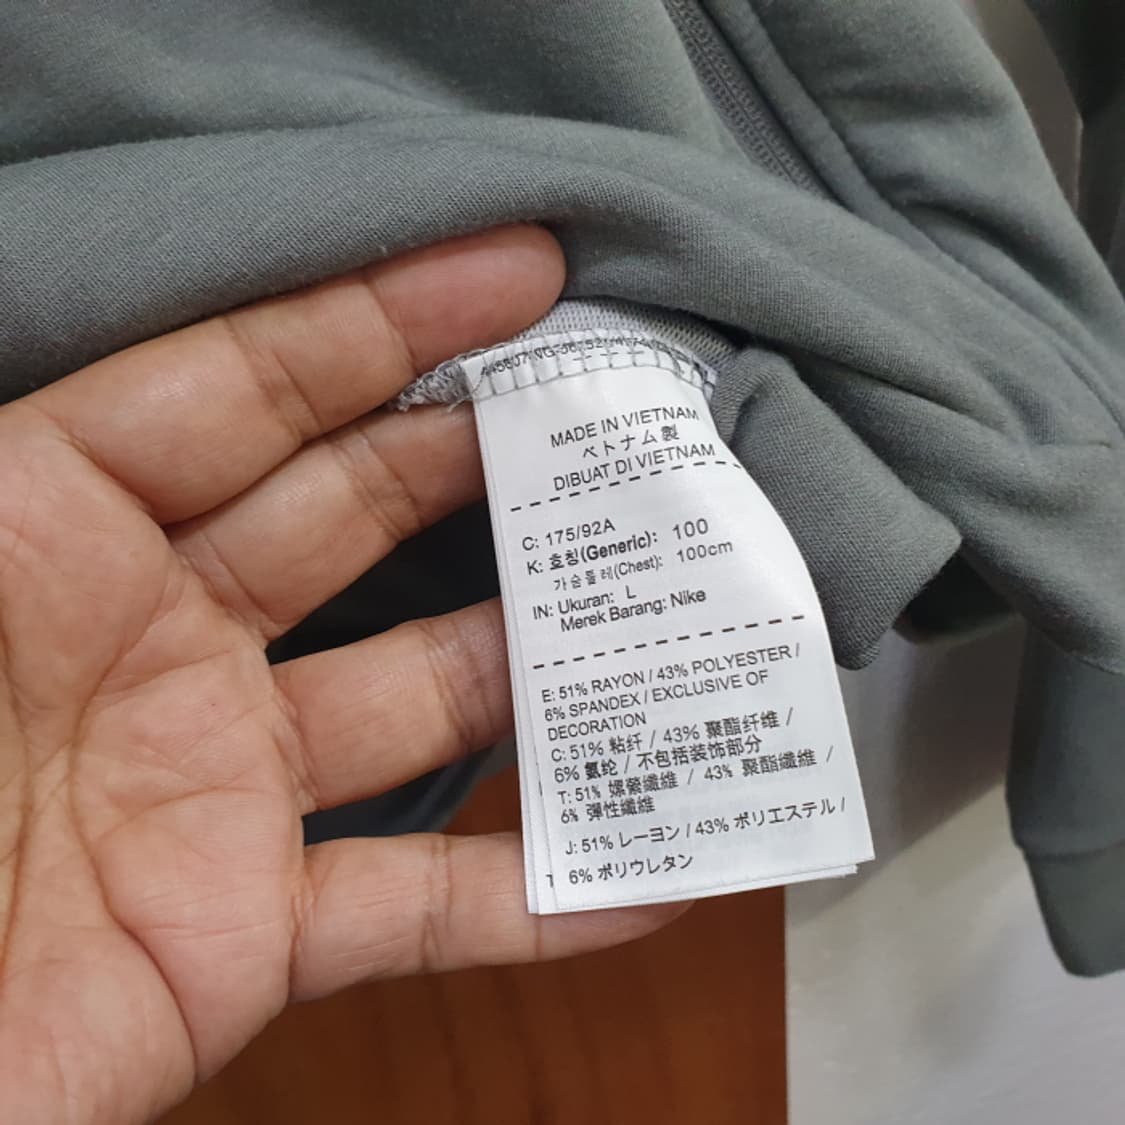 MADE IN VIETNAM
ベトナム製
DIBUAT DI VIETNAM
C: 175/92A
K: 호칭(Generic): 100
가슴둘레(Chest): 100cm
IN: Ukuran: L
Merek Barang: Nike
E: 51% RAYON / 43% POLYESTER /
6% SPANDEX / EXCLUSIVE OF
DECORATION
C: 51% 粘纤 / 43% 聚酯纤维 /
6% 氨纶 / 不包括装饰部分
T: 51% 嫘縈纖維 / 43% 聚酯纖維 /
6% 彈性纖維
J: 51% レーヨン / 43% ポリエステル /
6% ポリウレタン